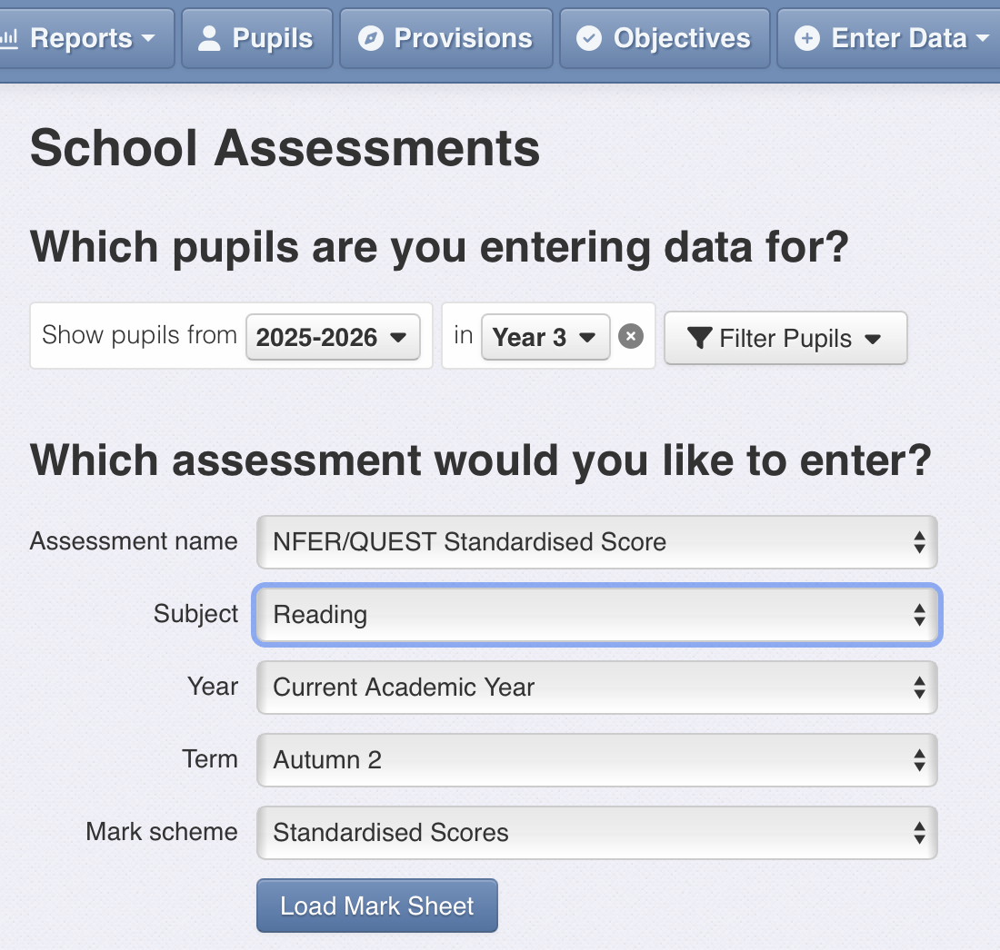 Reports Pupils Provisions Objectives Enter Data
School Assessments
Which pupils are you entering data for?
Show pupils from 2025-2026 in Year 3 Filter Pupils
Which assessment would you like to enter?
Assessment name NFER/QUEST Standardised Score
Subject Reading
Year Current Academic Year
Term Autumn 2
Mark scheme Standardised Scores
Load Mark Sheet